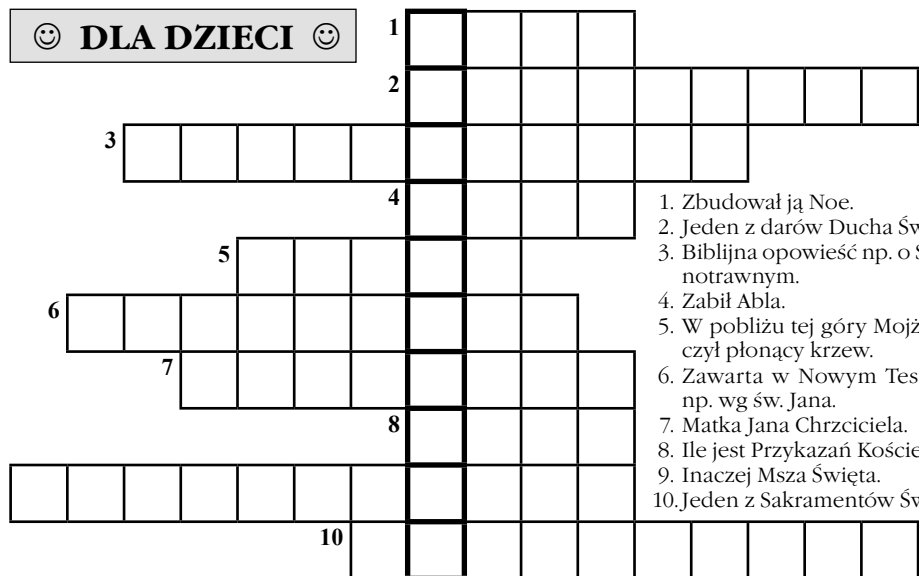 ☺ DLA DZIECI ☺
1
2
3
4
5
6
7
8
10
1. Zbudował ją Noe.
2. Jeden z darów Ducha Św
3. Biblijna opowieść np. o S
notrawnym.
4. Zabił Abla.
5. W pobliżu tej góry Mojż
czył płonący krzew.
6. Zawarta w Nowym Tes
np. wg św. Jana.
7. Matka Jana Chrzciciela.
8. Ile jest Przykazań Koście
9. Inaczej Msza Święta.
10.Jeden z Sakramentów Św